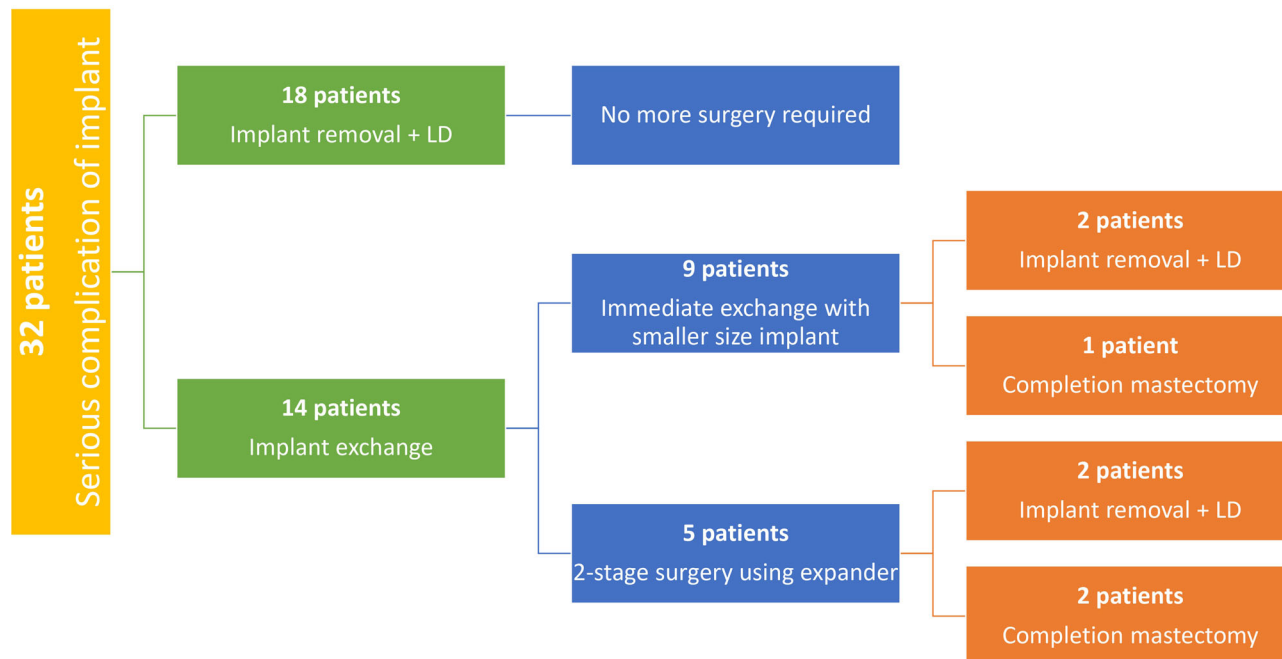 32 patients
Serious complication of implant
18 patients
Implant removal + LD
No more surgery required
14 patients
Implant exchange
9 patients
Immediate exchange with
smaller size implant
2 patients
Implant removal + LD
1 patient
Completion mastectomy
5 patients
2-stage surgery using expander
2 patients
Implant removal + LD
2 patients
Completion mastectomy